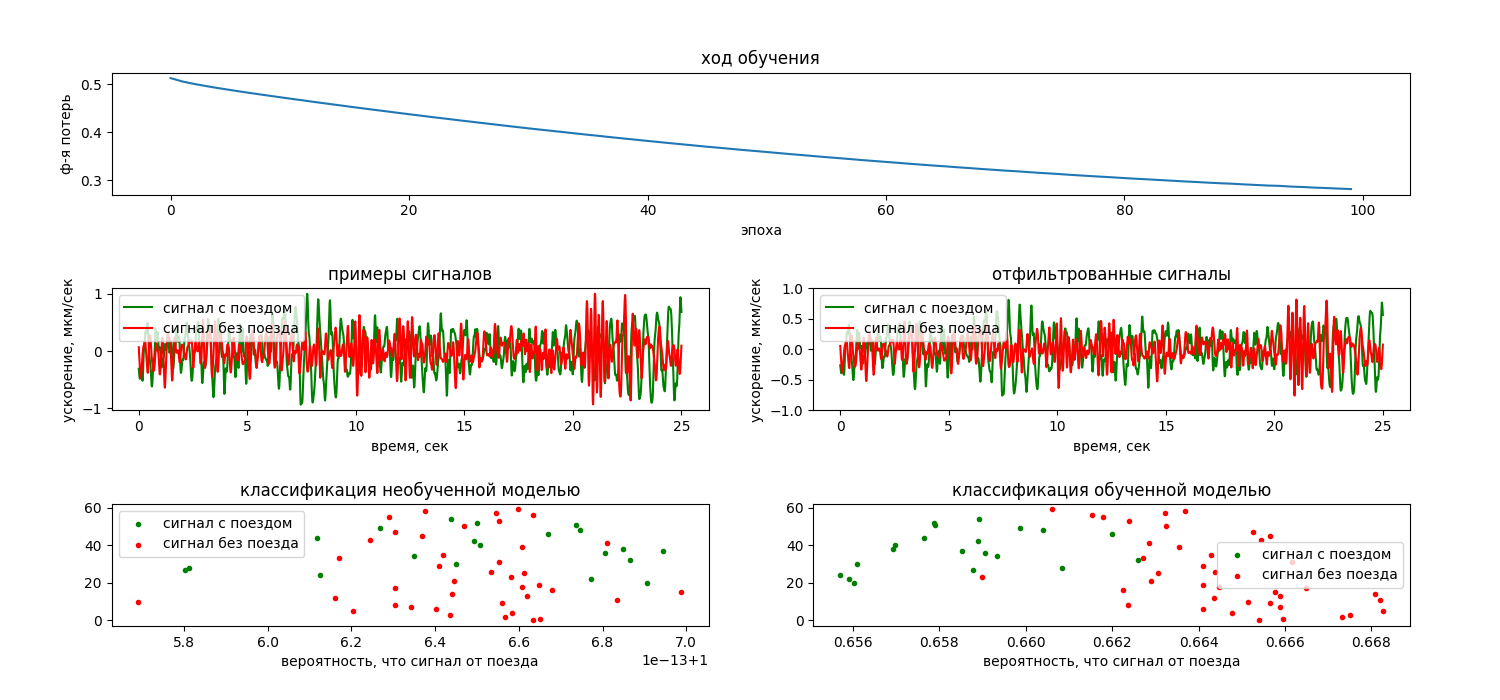 ход обучения
ф-я потерь
0.5
0.4
0.3
0 20 40 60 80 100
эпоха
примеры сигналов
ускорение, мкм/сек
1
0
−1
сигнал с поездом
сигнал без поезда
0 5 10 15 20 25
время, сек
отфильтрованные сигналы
ускорение, мкм/сек
1.0
0.5
0.0
−0.5
−1.0
сигнал с поездом
сигнал без поезда
0 5 10 15 20 25
время, сек
классификация необученной моделью
60
40
20
0
сигнал с поездом
сигнал без поезда
5.8 6.0 6.2 6.4 6.6 6.8 7.0
вероятность, что сигнал от поезда
1e−13+1
классификация обученной моделью
60
40
20
0
сигнал с поездом
сигнал без поезда
0.656 0.658 0.660 0.662 0.664 0.666 0.668
вероятность, что сигнал от поезда